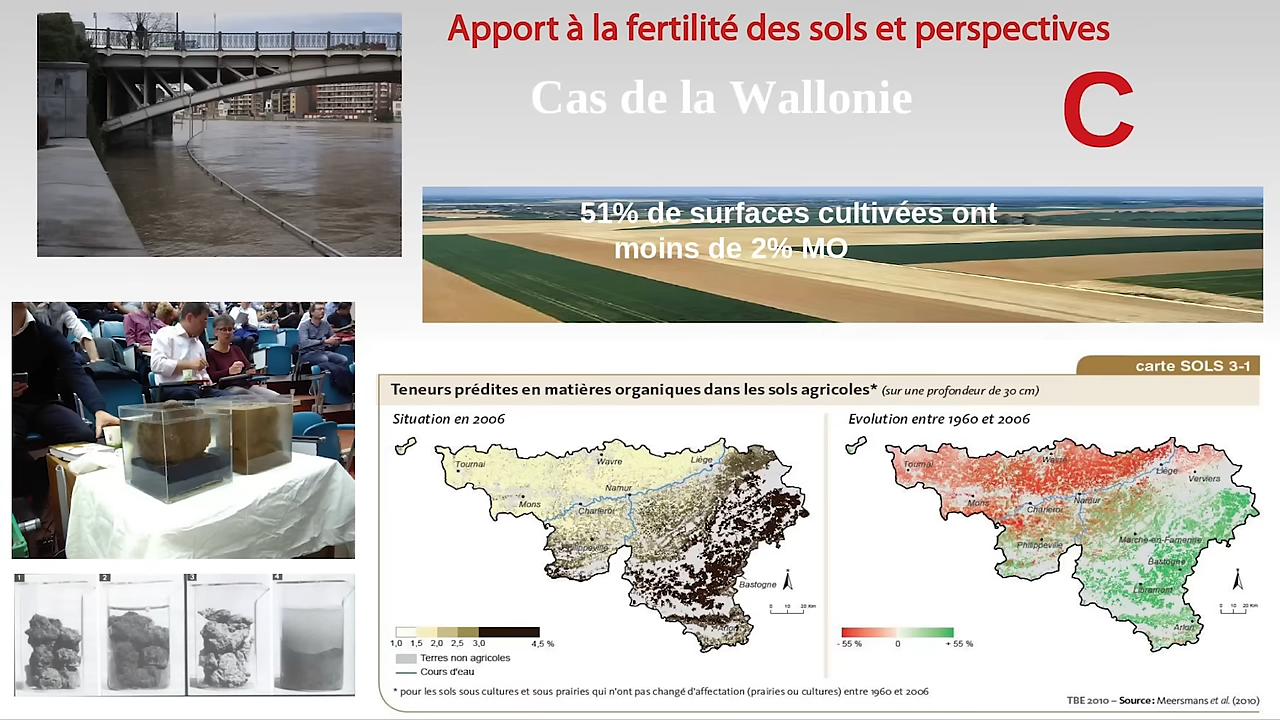 Apport à la fertilité des sols et perspectives
Cas de la Wallonie
C
51% de surfaces cultivées ont
moins de 2% MO
carte SOLS 3-1
Teneurs prédites en matières organiques dans les sols agricoles* (sur une profondeur de 30 cm)
Situation en 2006
Tournai
Wavre
Liège
Mons
Namur
Charleroi
Philippeville
Bastogne
0 10 20 Km
1,0 1,5 2,0 2,5 3,0 4,5 %
Terres non agricoles
Cours d'eau
Evolution entre 1960 et 2006
Tournai
Wavre
Liège
Verviers
Mons
Namur
Charleroi
Philippeville
Marche-en-Famenne
Bastogne
Libramont
Arlon
0 10 20 Km
- 55 % 0 + 55 %
* pour les sols sous cultures et sous prairies qui n'ont pas changé d'affectation (prairies ou cultures) entre 1960 et 2006
TBE 2010 – Source : Meersmans et al. (2010)
1 2 3 4